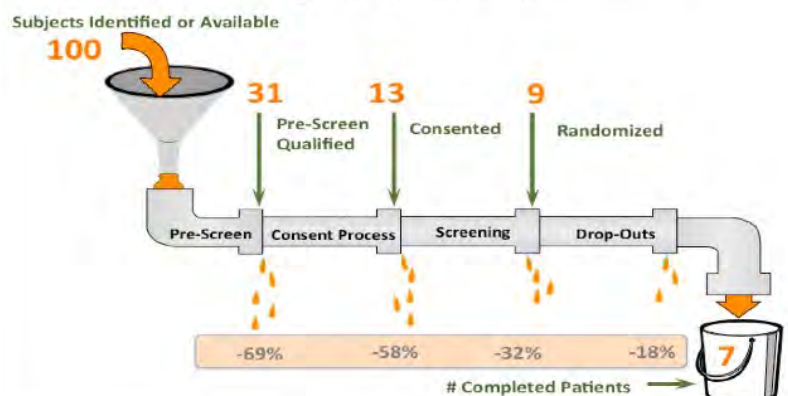 Subjects Identified or Available
100
31
13
9
Pre-Screen
Qualified
Consented
Randomized
Pre-Screen
Consent Process
Screening
Drop-Outs
-69%
-58%
-32%
-18%
7
# Completed Patients